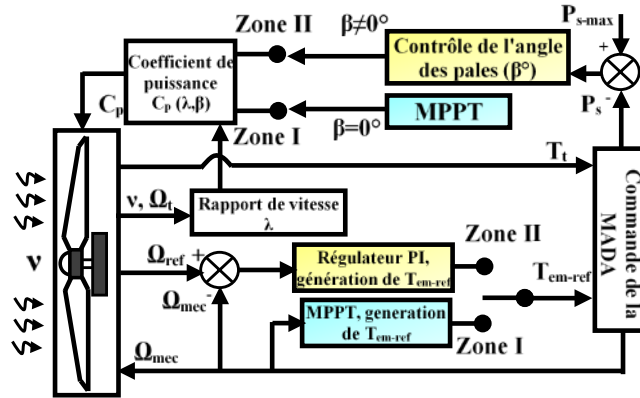 Zone II
β≠0°
Contrôle de l'angle
des pales (β°)
P_s-max
+
P_s -
Coefficient de
puissance
C_p (λ,β)
C_p
Zone I
β=0°
MPPT
T_t
ν, Ω_t
Rapport de vitesse
λ
ν
Ω_ref +
Ω_mec -
Régulateur PI,
génération de T_em-ref
Zone II
T_em-ref
MPPT, generation
de T_em-ref
Zone I
Ω_mec
Commande de la
MADA